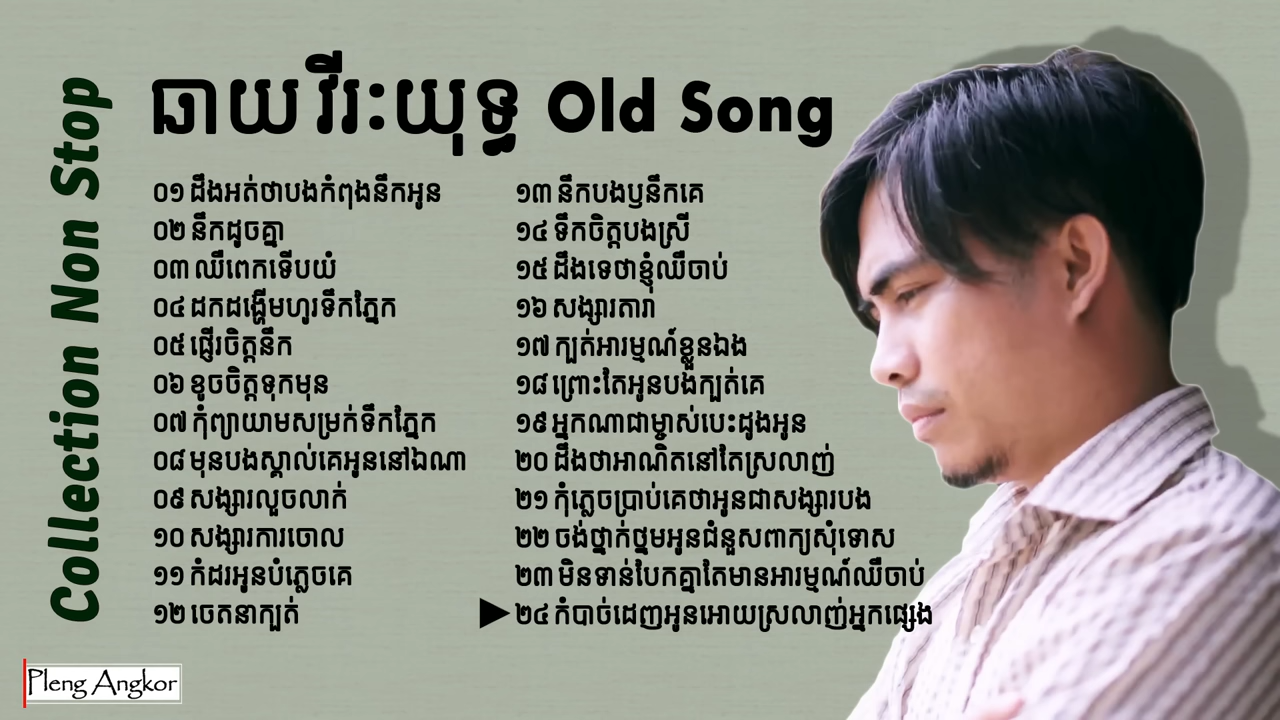 Collection Non Stop
ឆាយ វីរៈយុទ្ធ Old Song
០១ ដឹងអត់ថាបងកំពុងនឹកអូន
០២ នឹកដូចគ្នា
០៣ ឈឺពេកទើបយំ
០៤ ដកដង្ហើមហូរទឹកភ្នែក
០៥ ផ្ញើរចិត្តនឹក
០៦ ខូចចិត្តទុកមុន
០៧ កុំព្យាយាមសម្រក់ទឹកភ្នែក
០៨ មុនបងស្គាល់គេអូននៅឯណា
០៩ សង្សារលួចលាក់
១០ សង្សារការចោល
១១ កំដរអូនបំភ្លេចគេ
១២ ចេតនាក្បត់
១៣ នឹកបងឬនឹកគេ
១៤ ទឹកចិត្តបងស្រី
១៥ ដឹងទេថាខ្ញុំឈឺចាប់
១៦ សង្សារតារា
១៧ ក្បត់អារម្មណ៍ខ្លួនឯង
១៨ ព្រោះតែអូនបង់ក្បត់គេ
១៩ អ្នកណាជាម្ចាស់បេះដូងអូន
២០ ដឹងថាអាណិតនៅតែស្រលាញ់
២១ កុំភ្លេចប្រាប់គេថាអូនជាសង្សារបង
២២ ចង់ថ្នាក់ថ្នមអូនជំនួសពាក្យសុំទោស
២៣ មិនទាន់បែកគ្នាតែមានអារម្មណ៍ឈឺចាប់
២៤ កំបាច់ដេញអូនអោយស្រលាញ់អ្នកផ្សេង
Pleng Angkor